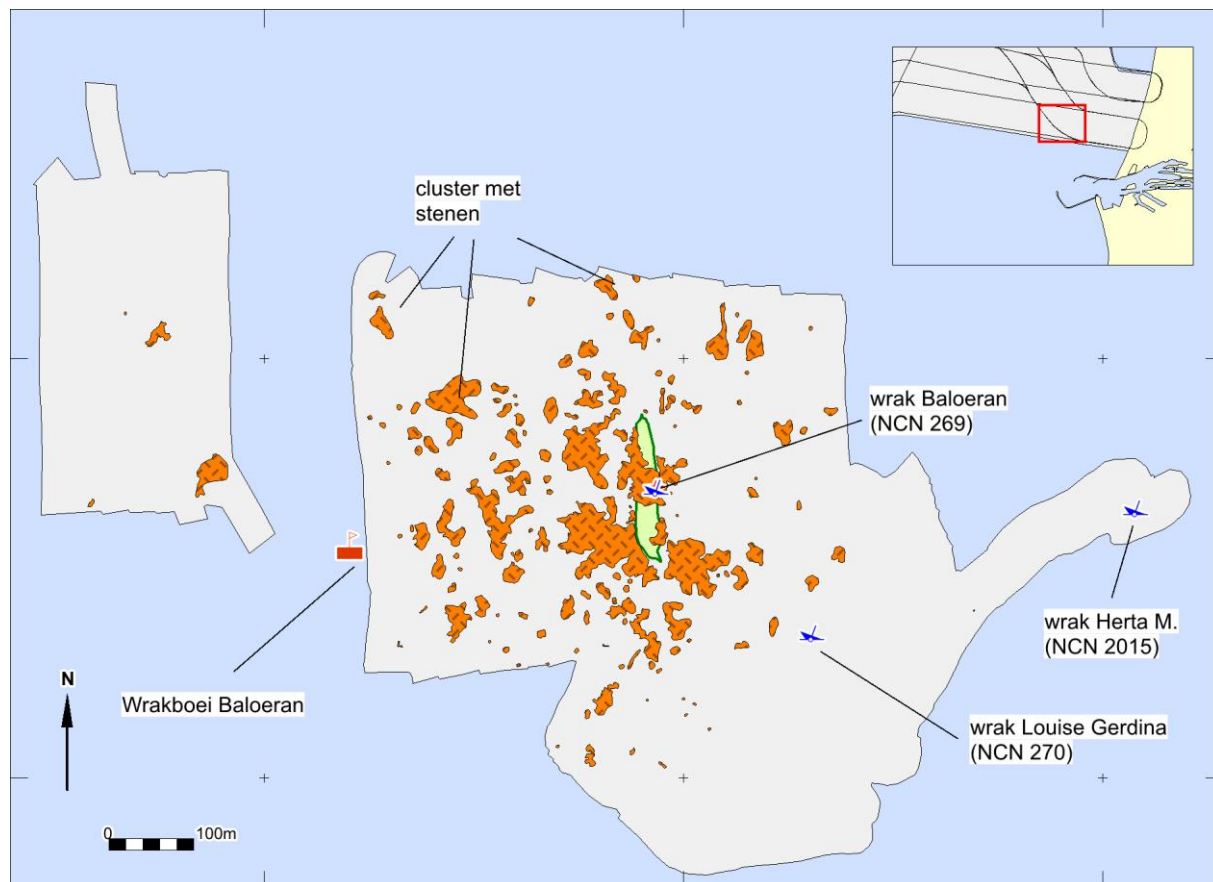 cluster met
stenen
wrak Baloeran
(NCN 269)
wrak Herta M.
(NCN 2015)
Wrakboei Baloeran
wrak Louise Gerdina
(NCN 270)
N
0 100m